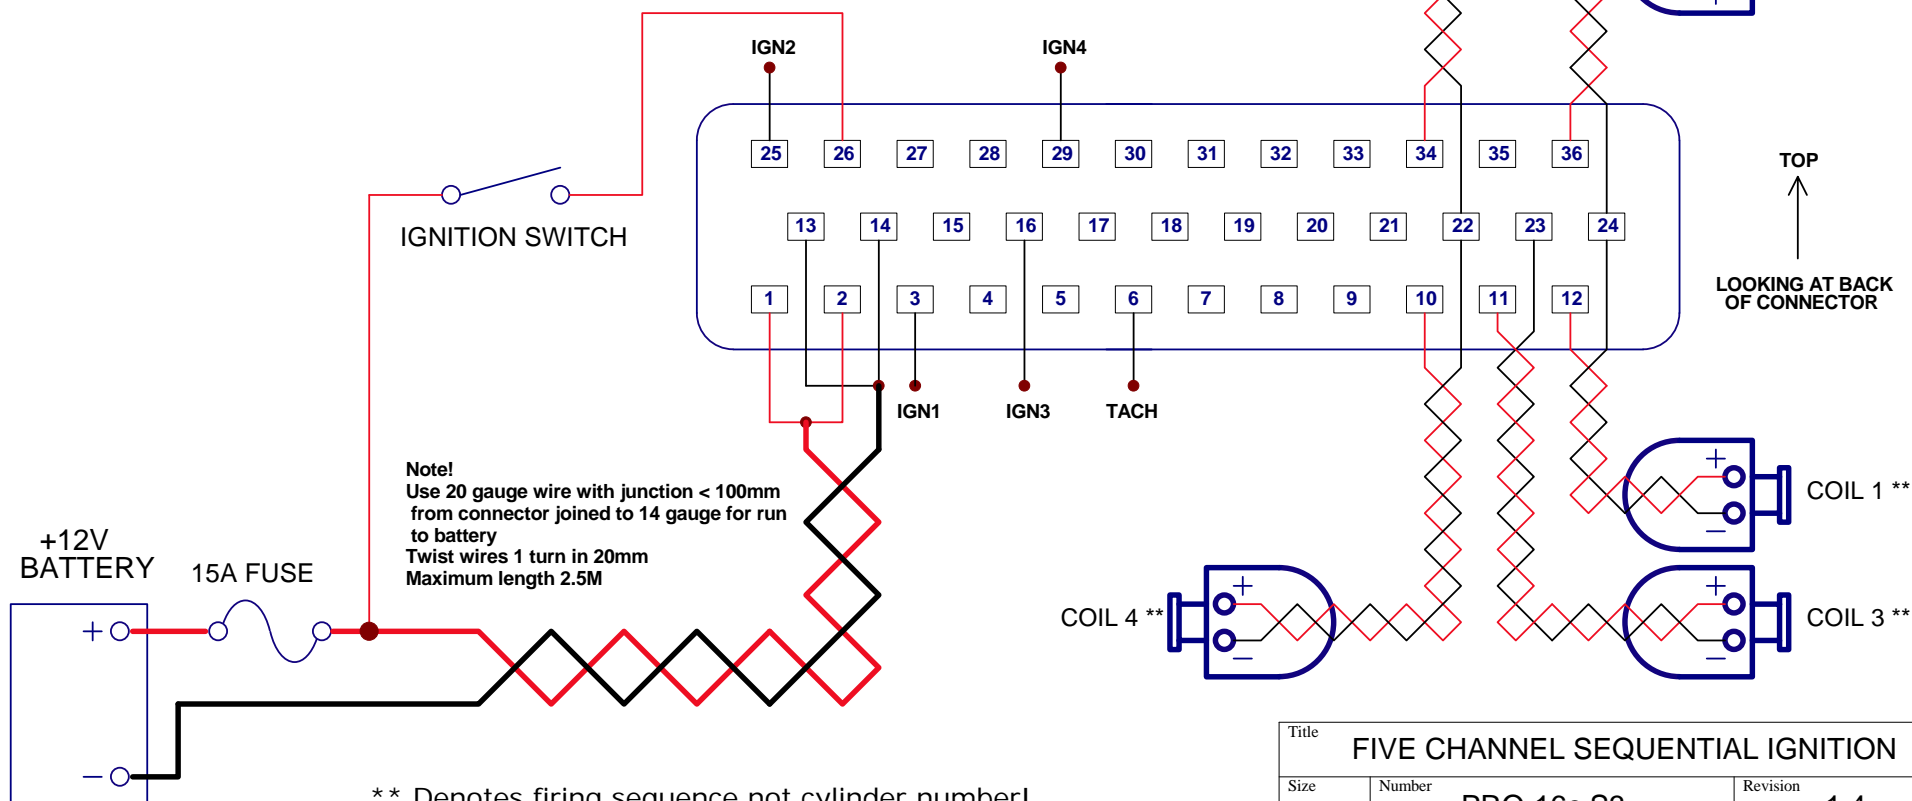 IGN2
IGN4
25 26 27 28 29 30 31 32 33 34 35 36
TOP
IGNITION SWITCH
13 14 15 16 17 18 19 20 21 22 23 24
LOOKING AT BACK
OF CONNECTOR
1 2 3 4 5 6 7 8 9 10 11 12
IGN1
IGN3
TACH
Note!
Use 20 gauge wire with junction < 100mm
from connector joined to 14 gauge for run
to battery
Twist wires 1 turn in 20mm
Maximum length 2.5M
+
COIL 1 **
−
+12V
BATTERY
15A FUSE
+
COIL 4 **
−
+
COIL 3 **
−
+
−
Title
FIVE CHANNEL SEQUENTIAL IGNITION
Size
Number
Revision
** Denotes firing sequence not cylinder number!